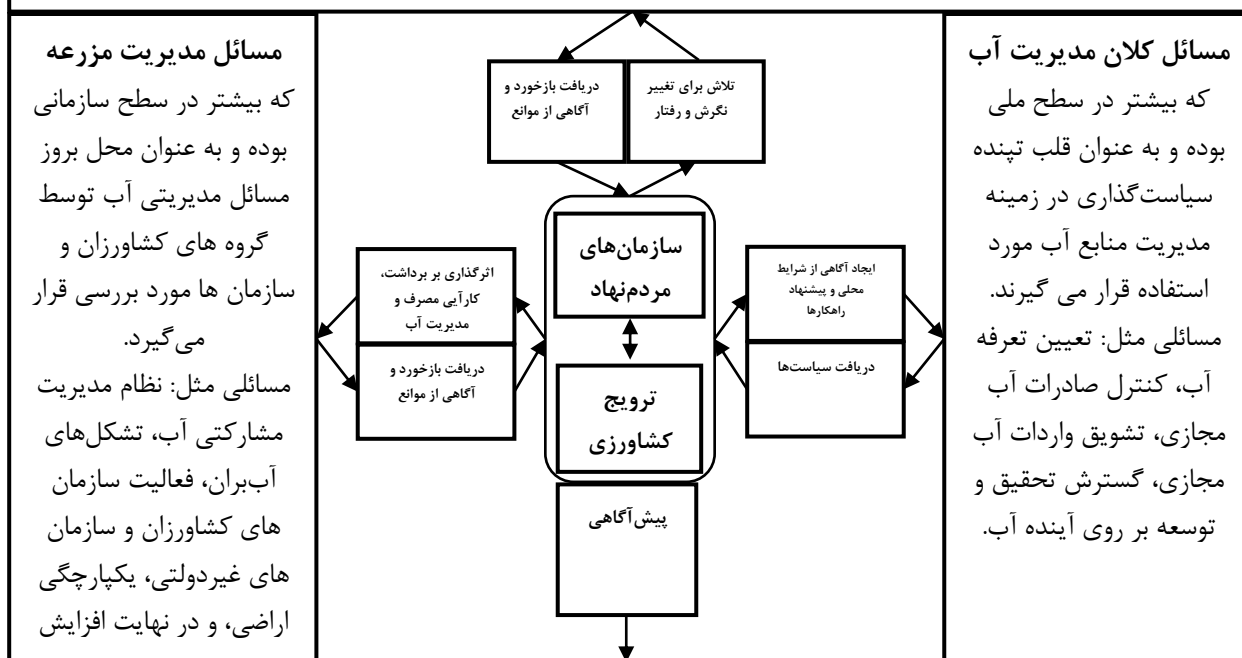 مسائل کلان مدیریت آب
که بیشتر در سطح ملی
بوده و به عنوان قلب تپنده
سیاست‌گذاری در زمینه
مدیریت منابع آب مورد
استفاده قرار می گیرند.
مسائلی مثل: تعیین تعرفه
آب، کنترل صادرات آب
مجازی، تشویق واردات آب
مجازی، گسترش تحقیق و
توسعه بر روی آینده آب.
تلاش برای تغییر
نگرش و رفتار
دریافت بازخورد و
آگاهی از موانع
سازمان‌های
مردم‌نهاد
ایجاد آگاهی از شرایط
محلی و پیشنهاد
راهکارها
دریافت سیاست‌ها
اثرگذاری بر برداشت،
کارآیی مصرف و
مدیریت آب
دریافت بازخورد و
آگاهی از موانع
ترویج
کشاورزی
پیش‌آگاهی
مسائل مدیریت مزرعه
که بیشتر در سطح سازمانی
بوده و به عنوان محل بروز
مسائل مدیریتی آب توسط
گروه های کشاورزان و
سازمان ها مورد بررسی قرار
می‌گیرد.
مسائلی مثل: نظام مدیریت
مشارکتی آب، تشکل‌های
آب‌بران، فعالیت سازمان
های کشاورزان و سازمان
های غیردولتی، یکپارچگی
اراضی، و در نهایت افزایش